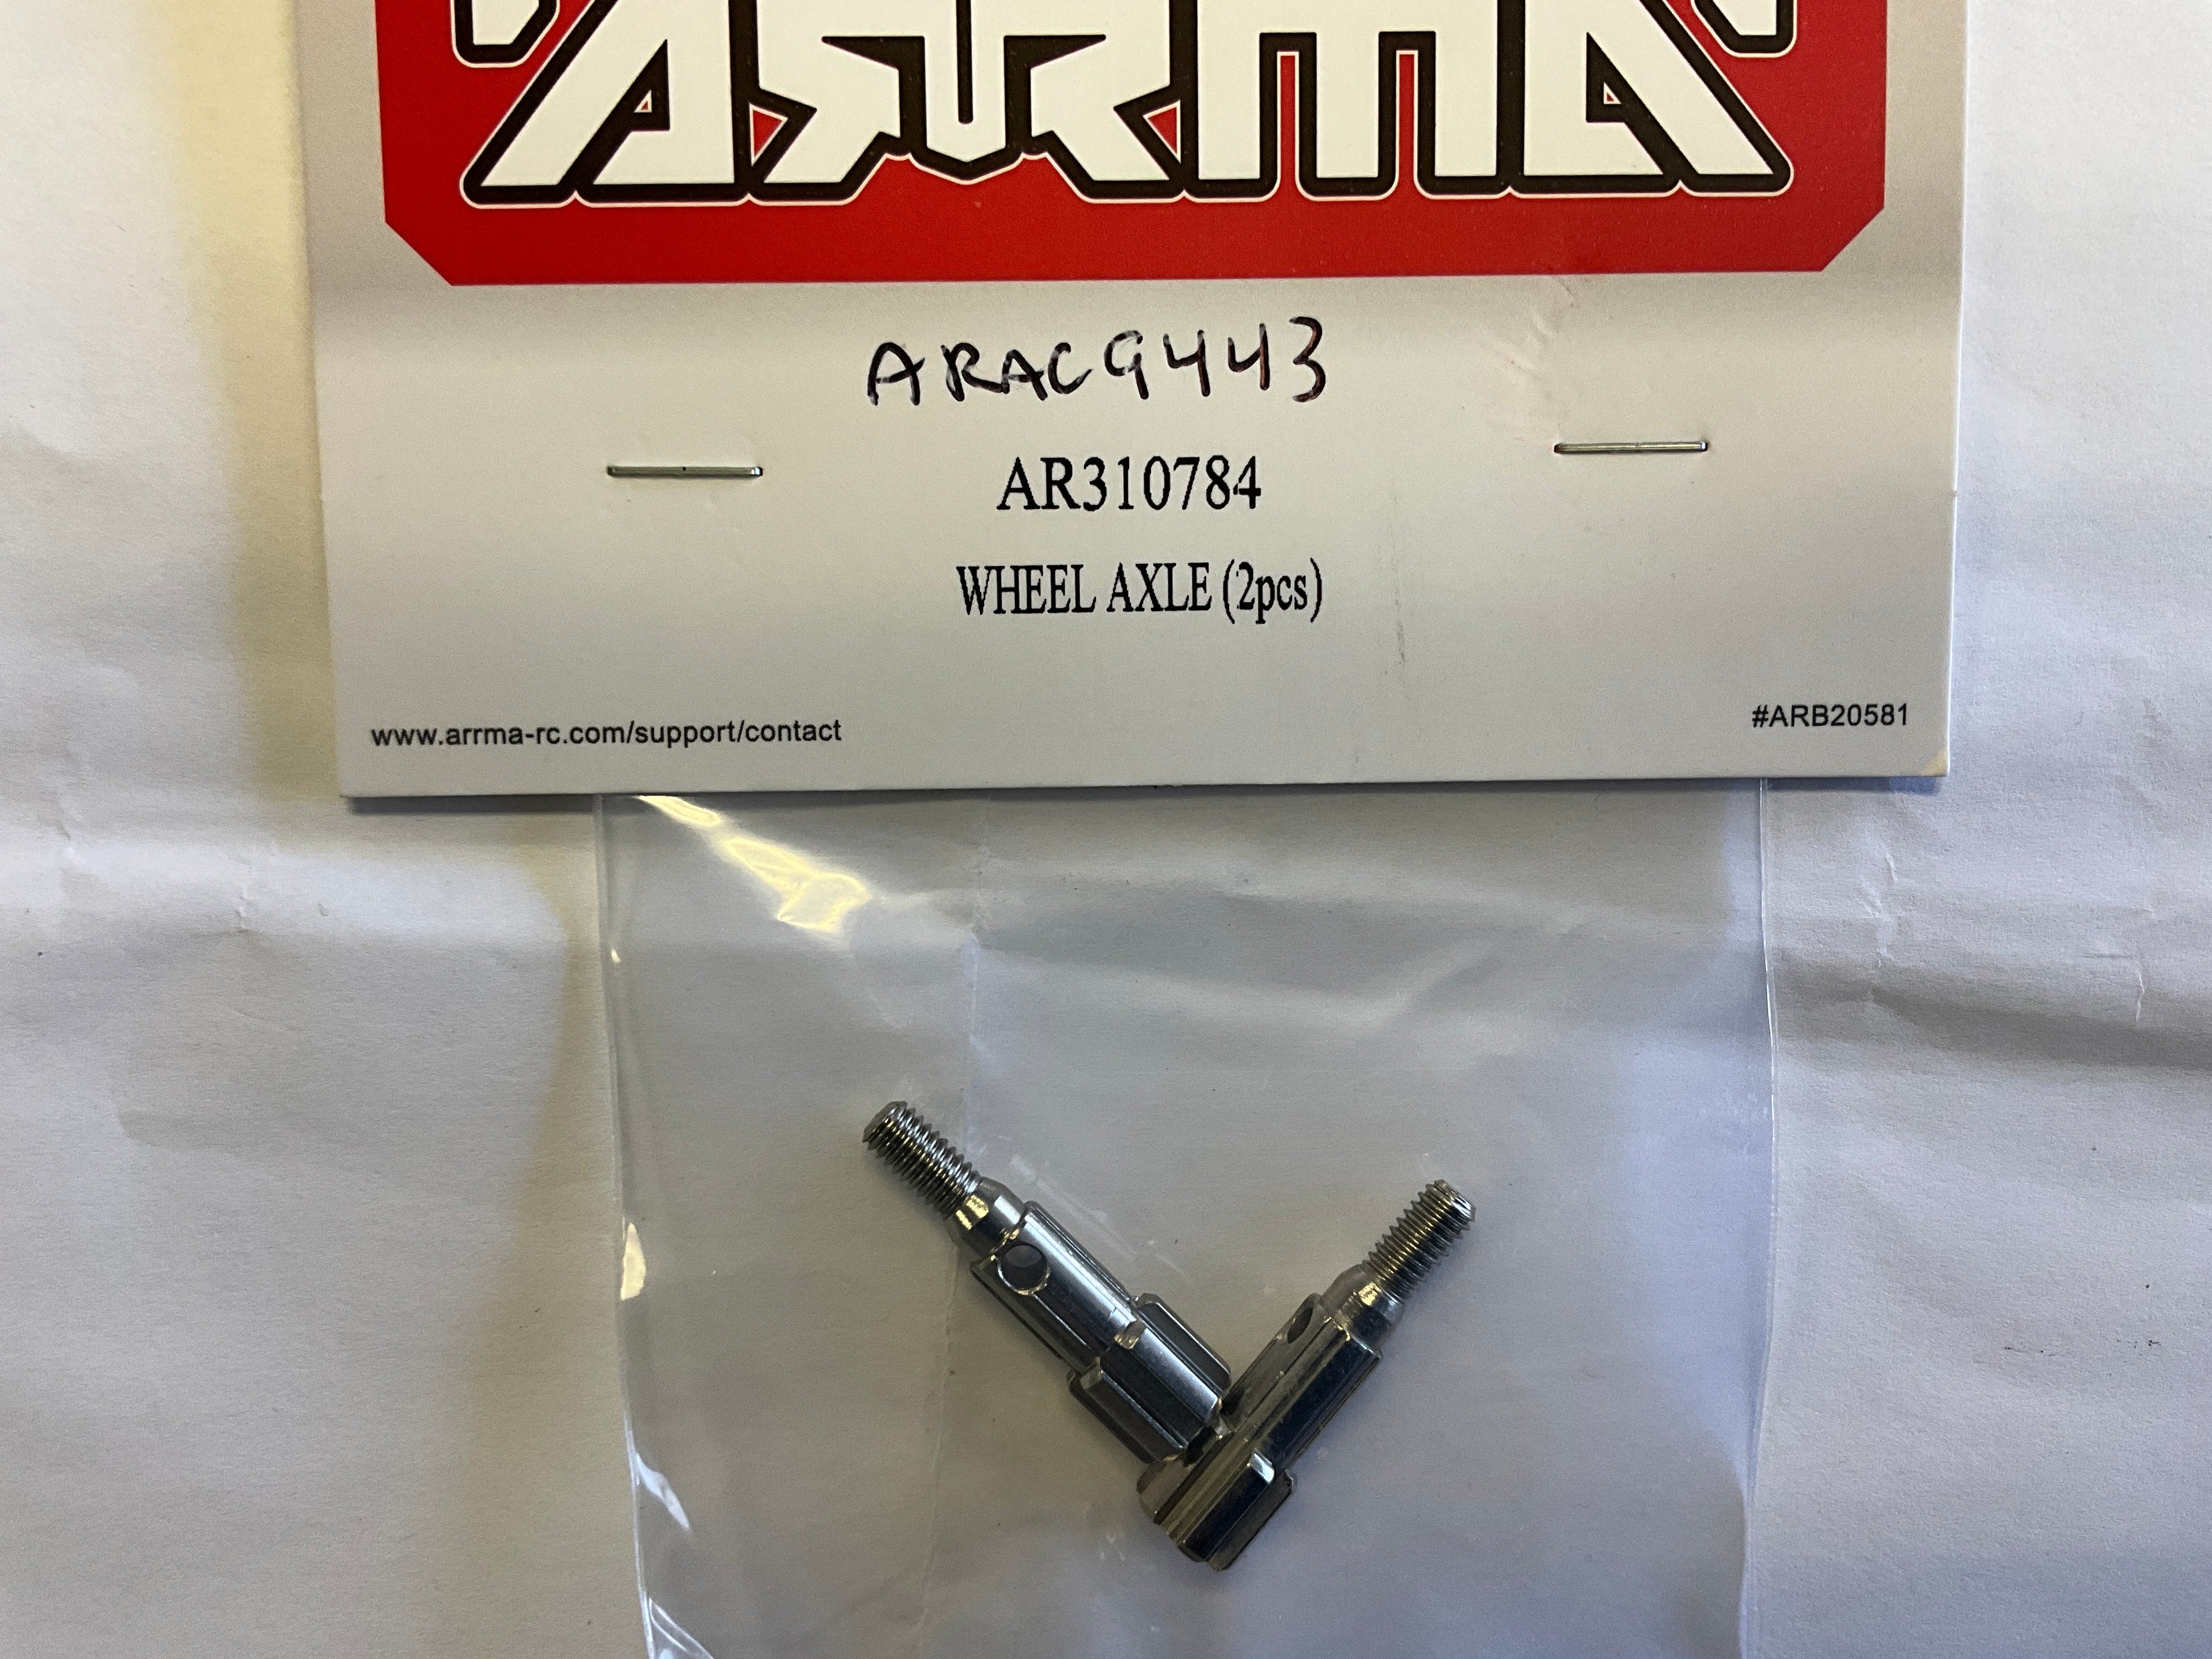 ARRMA
ARAC9443
AR310784
WHEEL AXLE (2pcs)
www.arrma-rc.com/support/contact
#ARB20581